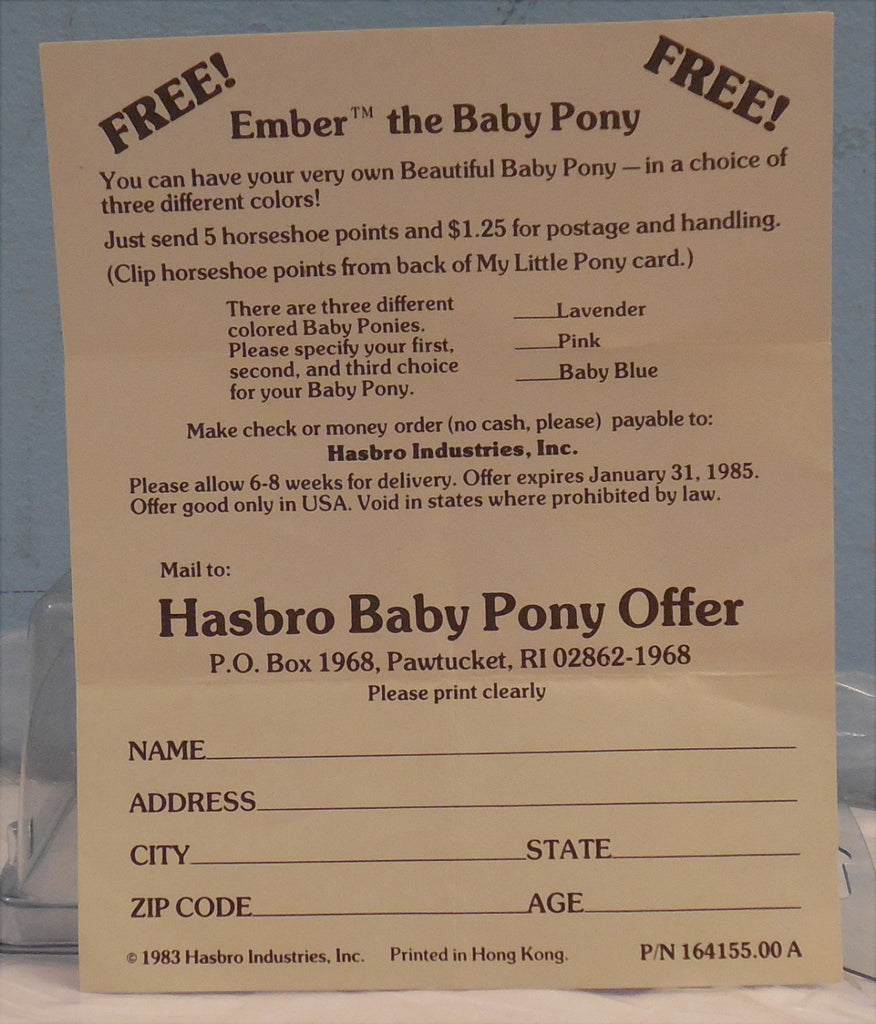 FREE! FREE!
Ember™ the Baby Pony
You can have your very own Beautiful Baby Pony — in a choice of
three different colors!
Just send 5 horseshoe points and $1.25 for postage and handling.
(Clip horseshoe points from back of My Little Pony card.)
There are three different
colored Baby Ponies.
Please specify your first,
second, and third choice
for your Baby Pony.
____Lavender
____Pink
____Baby Blue
Make check or money order (no cash, please) payable to:
Hasbro Industries, Inc.
Please allow 6-8 weeks for delivery. Offer expires January 31, 1985.
Offer good only in USA. Void in states where prohibited by law.
Mail to:
Hasbro Baby Pony Offer
P.O. Box 1968, Pawtucket, RI 02862-1968
Please print clearly
NAME
ADDRESS
CITY STATE
ZIP CODE AGE
© 1983 Hasbro Industries, Inc. Printed in Hong Kong. P/N 164155.00 A